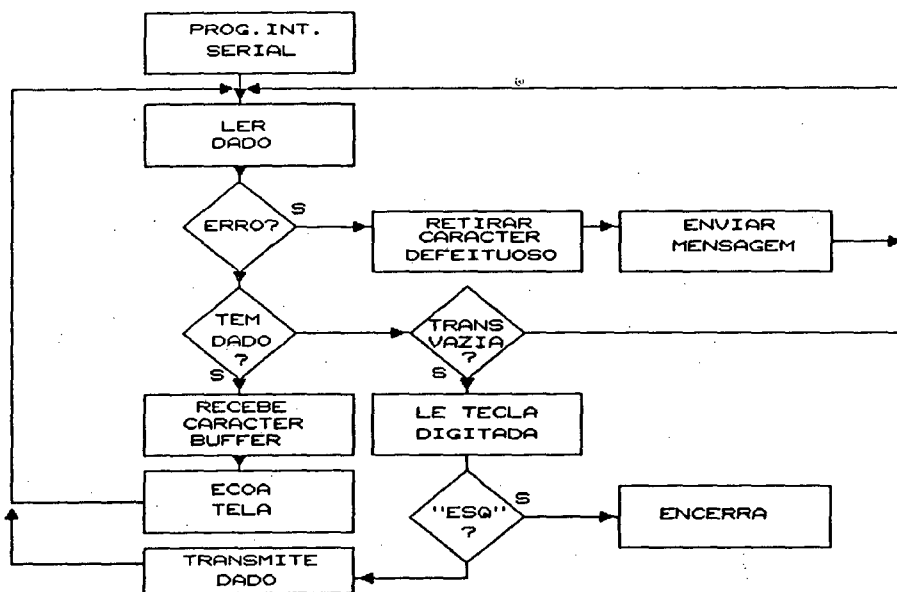 PROG.INT.
SERIAL
LER
DADO
ERRO?
S
RETIRAR
CARACTER
DEFEITUOSO
ENVIAR
MENSAGEM
TEM
DADO
?
S
TRANS
VAZIA
?
S
RECEBE
CARACTER
BUFFER
LE TECLA
DIGITADA
ECOA
TELA
"ESQ"
?
S
ENCERRA
TRANSMITE
DADO